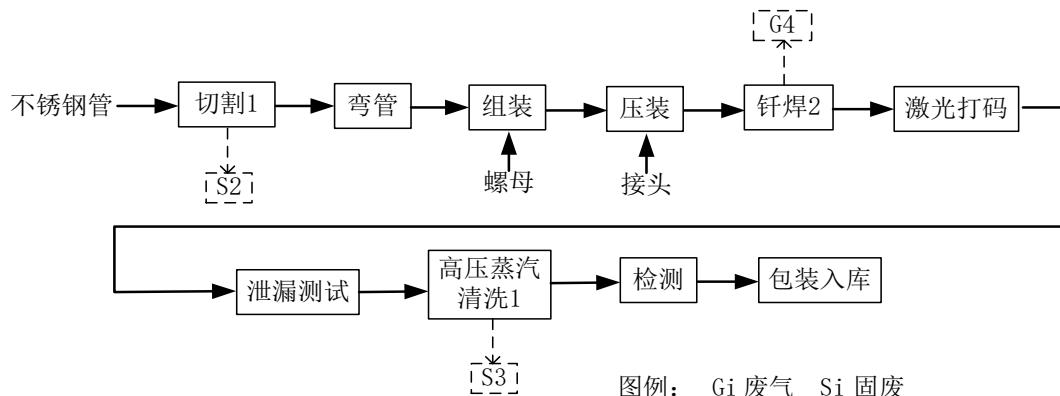 G4
不锈钢管
切割1
弯管
组装
压装
钎焊2
激光打码
S2
螺母
接头
泄漏测试
高压蒸汽
清洗1
检测
包装入库
S3
图例： Gi 废气 Si 固废